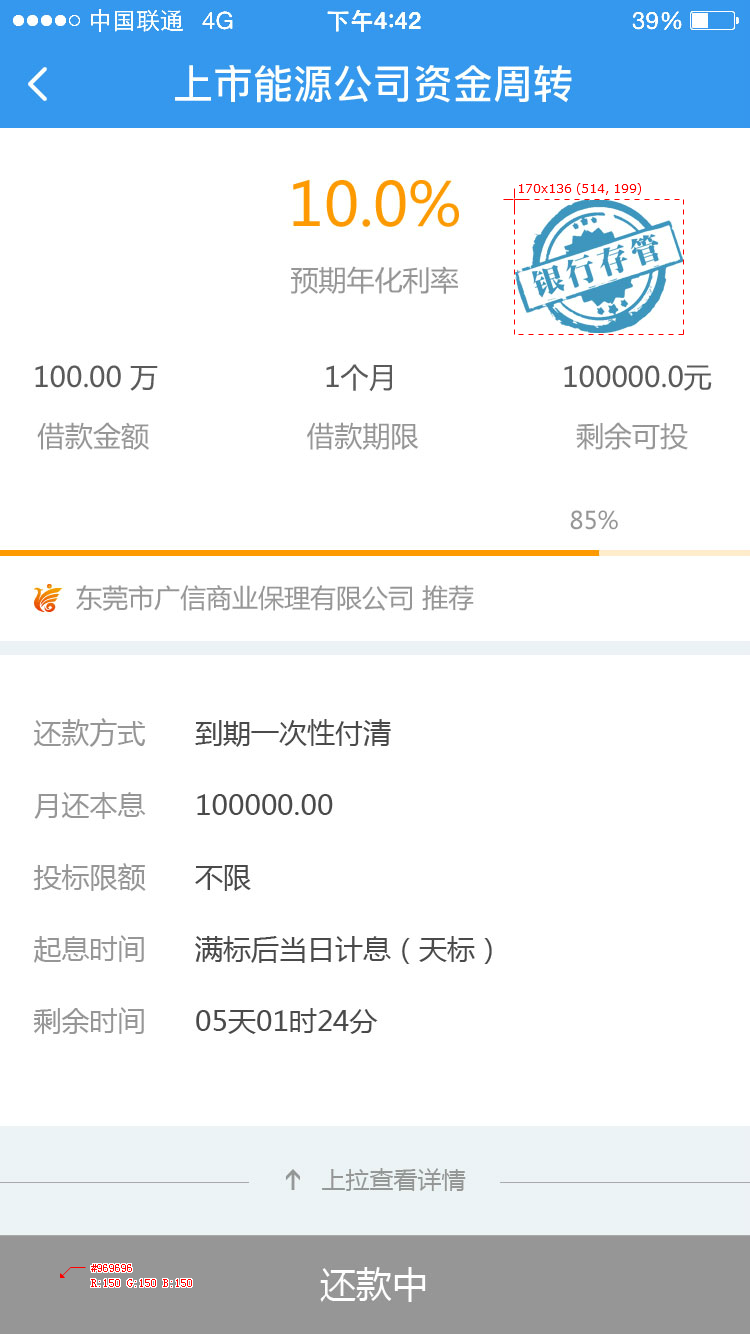 中国联通 4G 下午4:42 39%
上市能源公司资金周转
170x136 (514, 199)
10.0%
银行存管
预期年化利率
100.00 万 1个月 100000.0元
借款金额 借款期限 剩余可投
85%
东莞市广信商业保理有限公司 推荐
还款方式 到期一次性付清
月还本息 100000.00
投标限额 不限
起息时间 满标后当日计息（天标）
剩余时间 05天01时24分
上拉查看详情
#969696
R:150 G:150 B:150
还款中